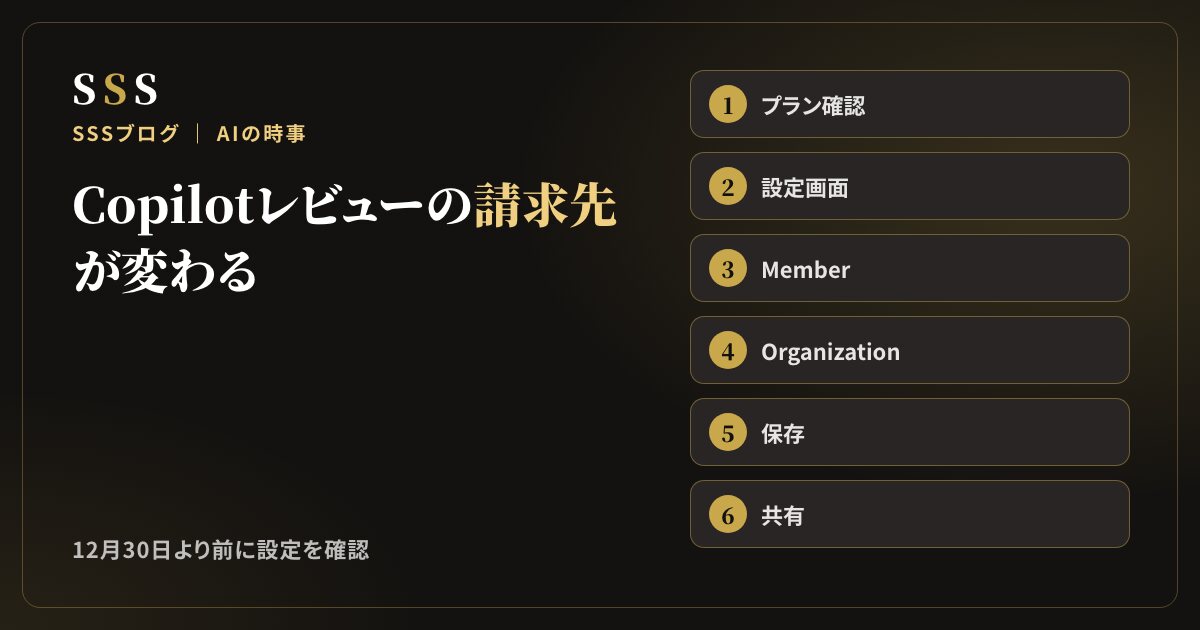 SSS
SSSブログ | AIの時事
Copilotレビューの請求先
が変わる
12月30日より前に設定を確認
1 プラン確認
2 設定画面
3 Member
4 Organization
5 保存
6 共有